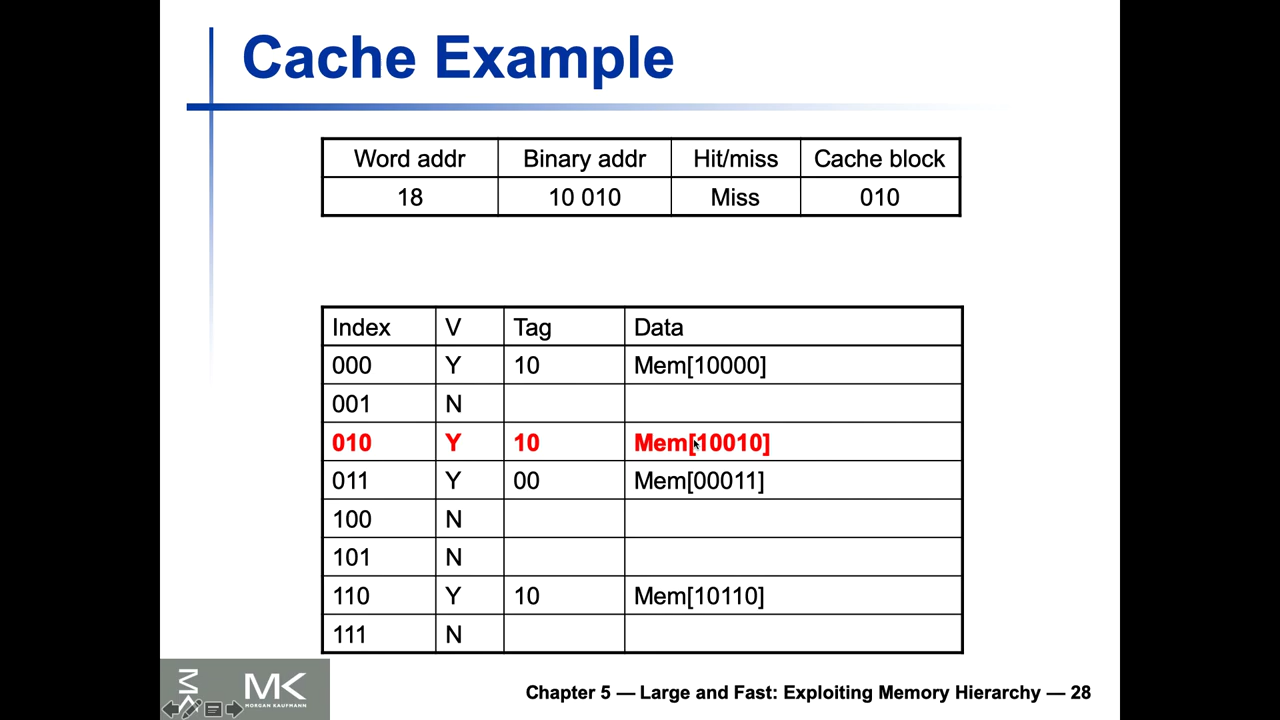 Cache Example
Word addr Binary addr Hit/miss Cache block
18 10 010 Miss 010
Index V Tag Data
000 Y 10 Mem[10000]
001 N
010 Y 10 Mem[10010]
011 Y 00 Mem[00011]
100 N
101 N
110 Y 10 Mem[10110]
111 N
MK
MK
MORGAN KAUFMANN
Chapter 5 — Large and Fast: Exploiting Memory Hierarchy — 28